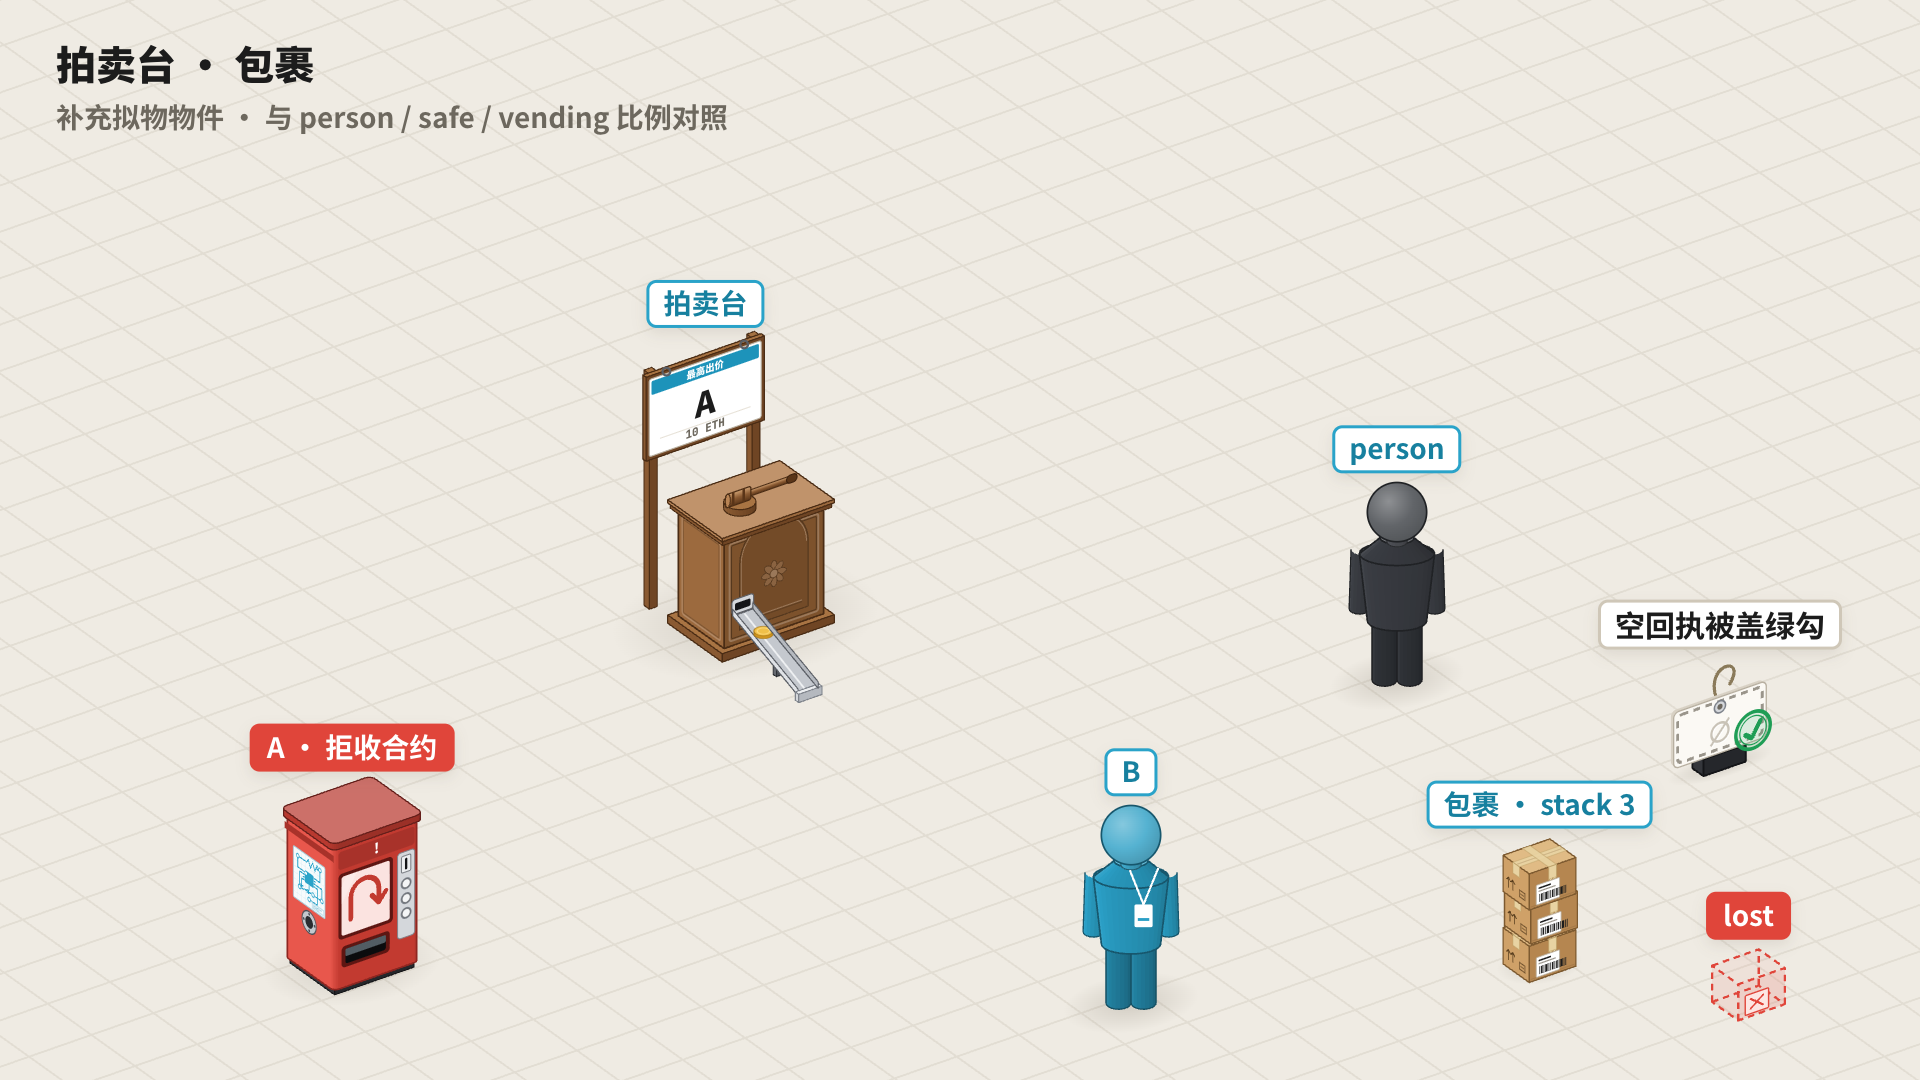 拍卖台 · 包裹
补充拟物物件 · 与 person / safe / vending 比例对照
拍卖台
最高出价
A
10 ETH
person
空回执被盖绿勾
Ø
A · 拒收合约
!
B
包裹 · stack 3
lost